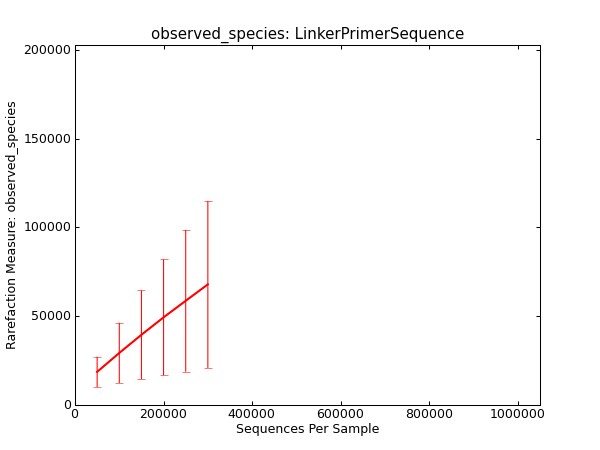 observed_species: LinkerPrimerSequence
200000
150000
100000
50000
0
Rarefaction Measure: observed_species
0 200000 400000 600000 800000 1000000
Sequences Per Sample